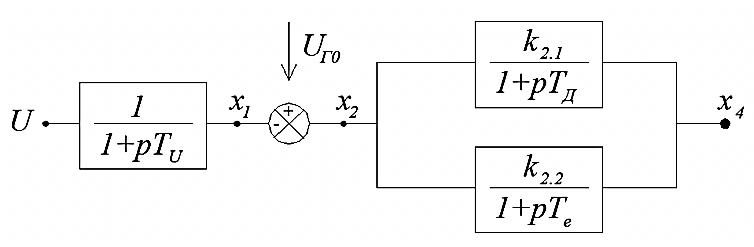 U
1
1+pT_U
x_1
U_Г0
+
-
x_2
k_2.1
1+pT_Д
k_2.2
1+pT_e
x_4